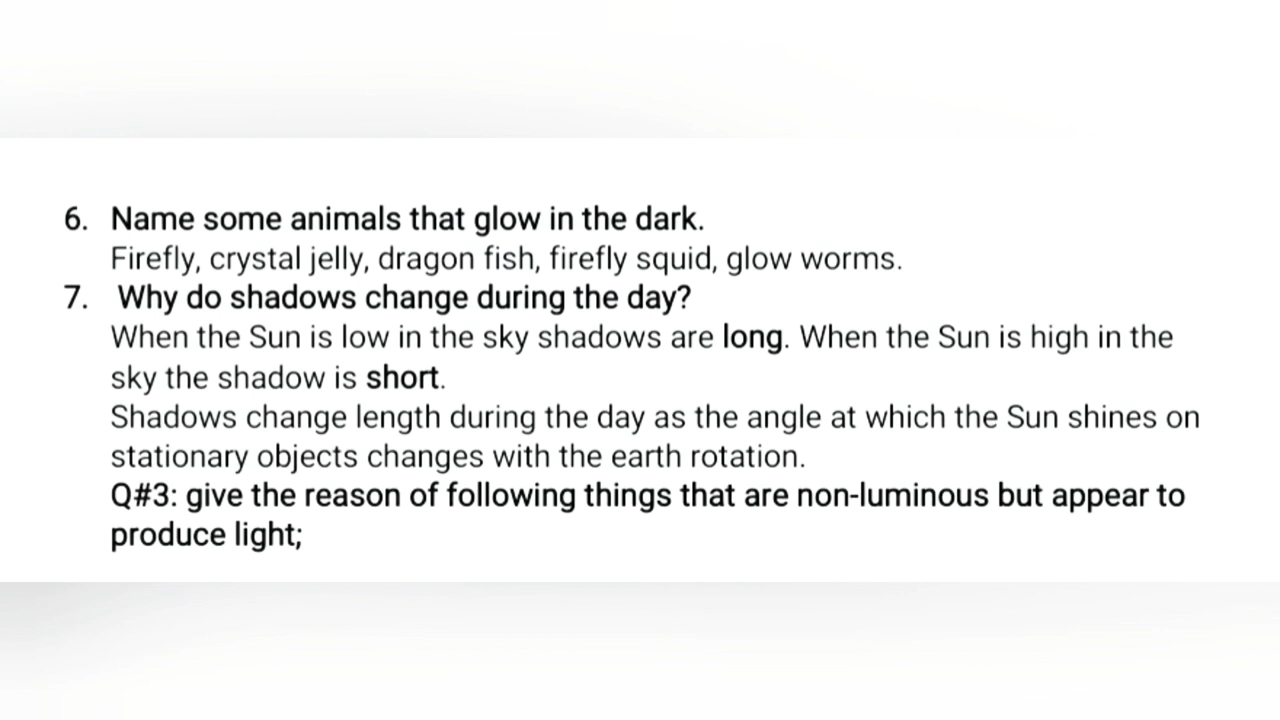 6. Name some animals that glow in the dark.
Firefly, crystal jelly, dragon fish, firefly squid, glow worms.
7. Why do shadows change during the day?
When the Sun is low in the sky shadows are long. When the Sun is high in the
sky the shadow is short.
Shadows change length during the day as the angle at which the Sun shines on
stationary objects changes with the earth rotation.
Q#3: give the reason of following things that are non-luminous but appear to
produce light;